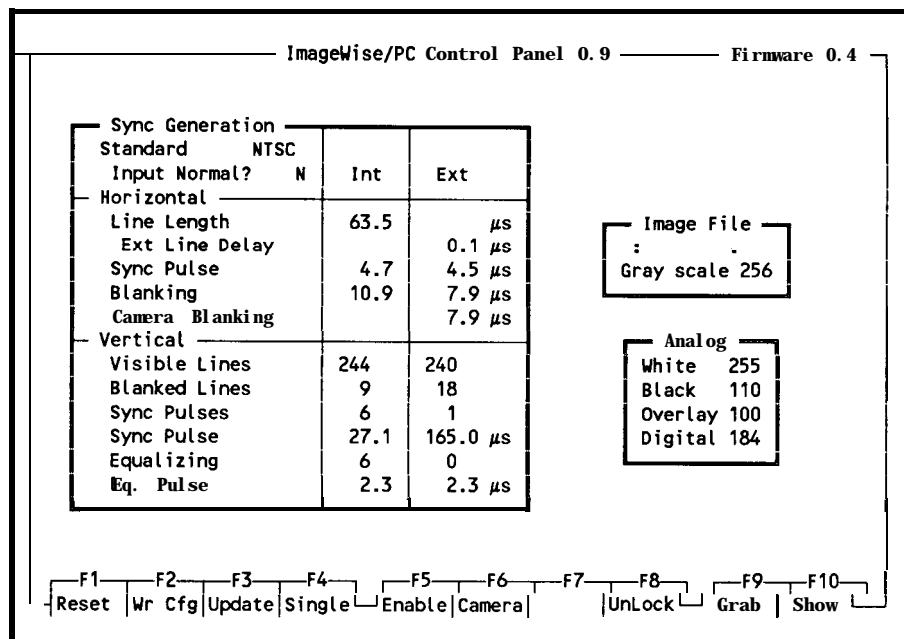 ImageWise/PC Control Panel 0.9 Firmware 0.4
Sync Generation
Standard NTSC
Input Normal? N Int Ext
Horizontal
Line Length 63.5 µs
Ext Line Delay 0.1 µs
Sync Pulse 4.7 4.5 µs
Blanking 10.9 7.9 µs
Camera Blanking 7.9 µs
Vertical
Visible Lines 244 240
Blanked Lines 9 18
Sync Pulses 6 1
Sync Pulse 27.1 165.0 µs
Equalizing 6 0
Eq. Pulse 2.3 2.3 µs
Image File
: .
Gray scale 256
Analog
White 255
Black 110
Overlay 100
Digital 184
F1 F2 F3 F4 F5 F6 F7 F8 F9 F10
Reset Wr Cfg Update Single Enable Camera UnLock Grab Show